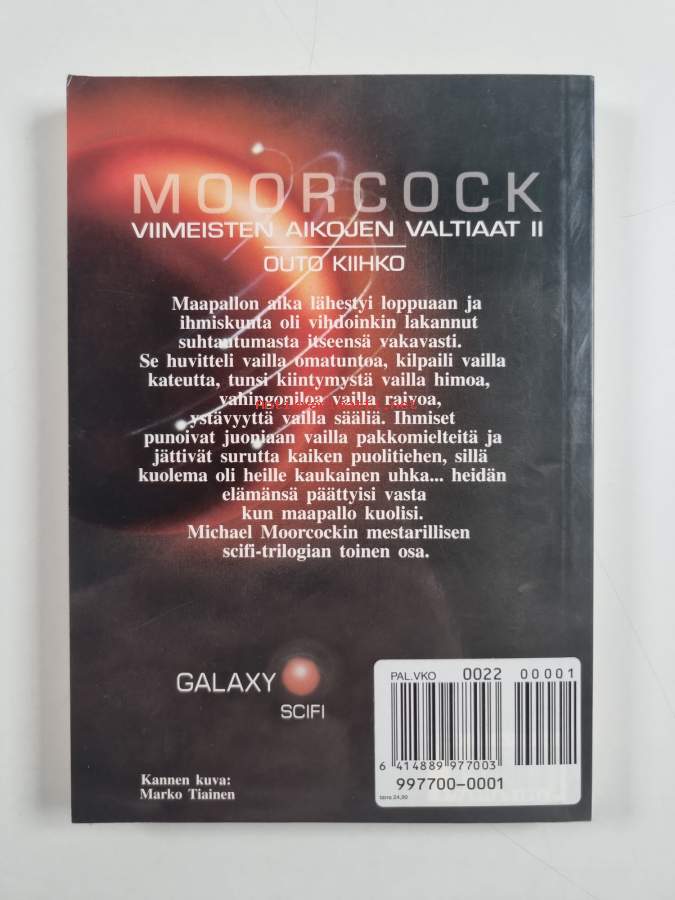 MOORCOCK
VIIMEISTEN AIKOJEN VALTIAAT II
OUTO KIIHKO
Maapallon aika lähestyi loppuaan ja
ihmiskunta oli vihdoinkin lakannut
suhtautumasta itseensä vakavasti.
Se huvitteli vailla omatuntoa, kilpaili vailla
kateutta, tunsi kiintymystä vailla himoa,
vahingoniloa vailla raivoa,
ystävyyttä vailla sääliä. Ihmiset
punoivat juoniaan vailla pakkomielteitä ja
jättivät surutta kaiken puolitiehen, sillä
kuolema oli heille kaukainen uhka... heidän
elämänsä päättyisi vasta
kun maapallo kuolisi.
Michael Moorcockin mestarillisen
scifi-trilogian toinen osa.
GALAXY
SCIFI
PAL.VKO 0022 00001
6 414889 977003
997700-0001
Kannen kuva:
Marko Tiainen